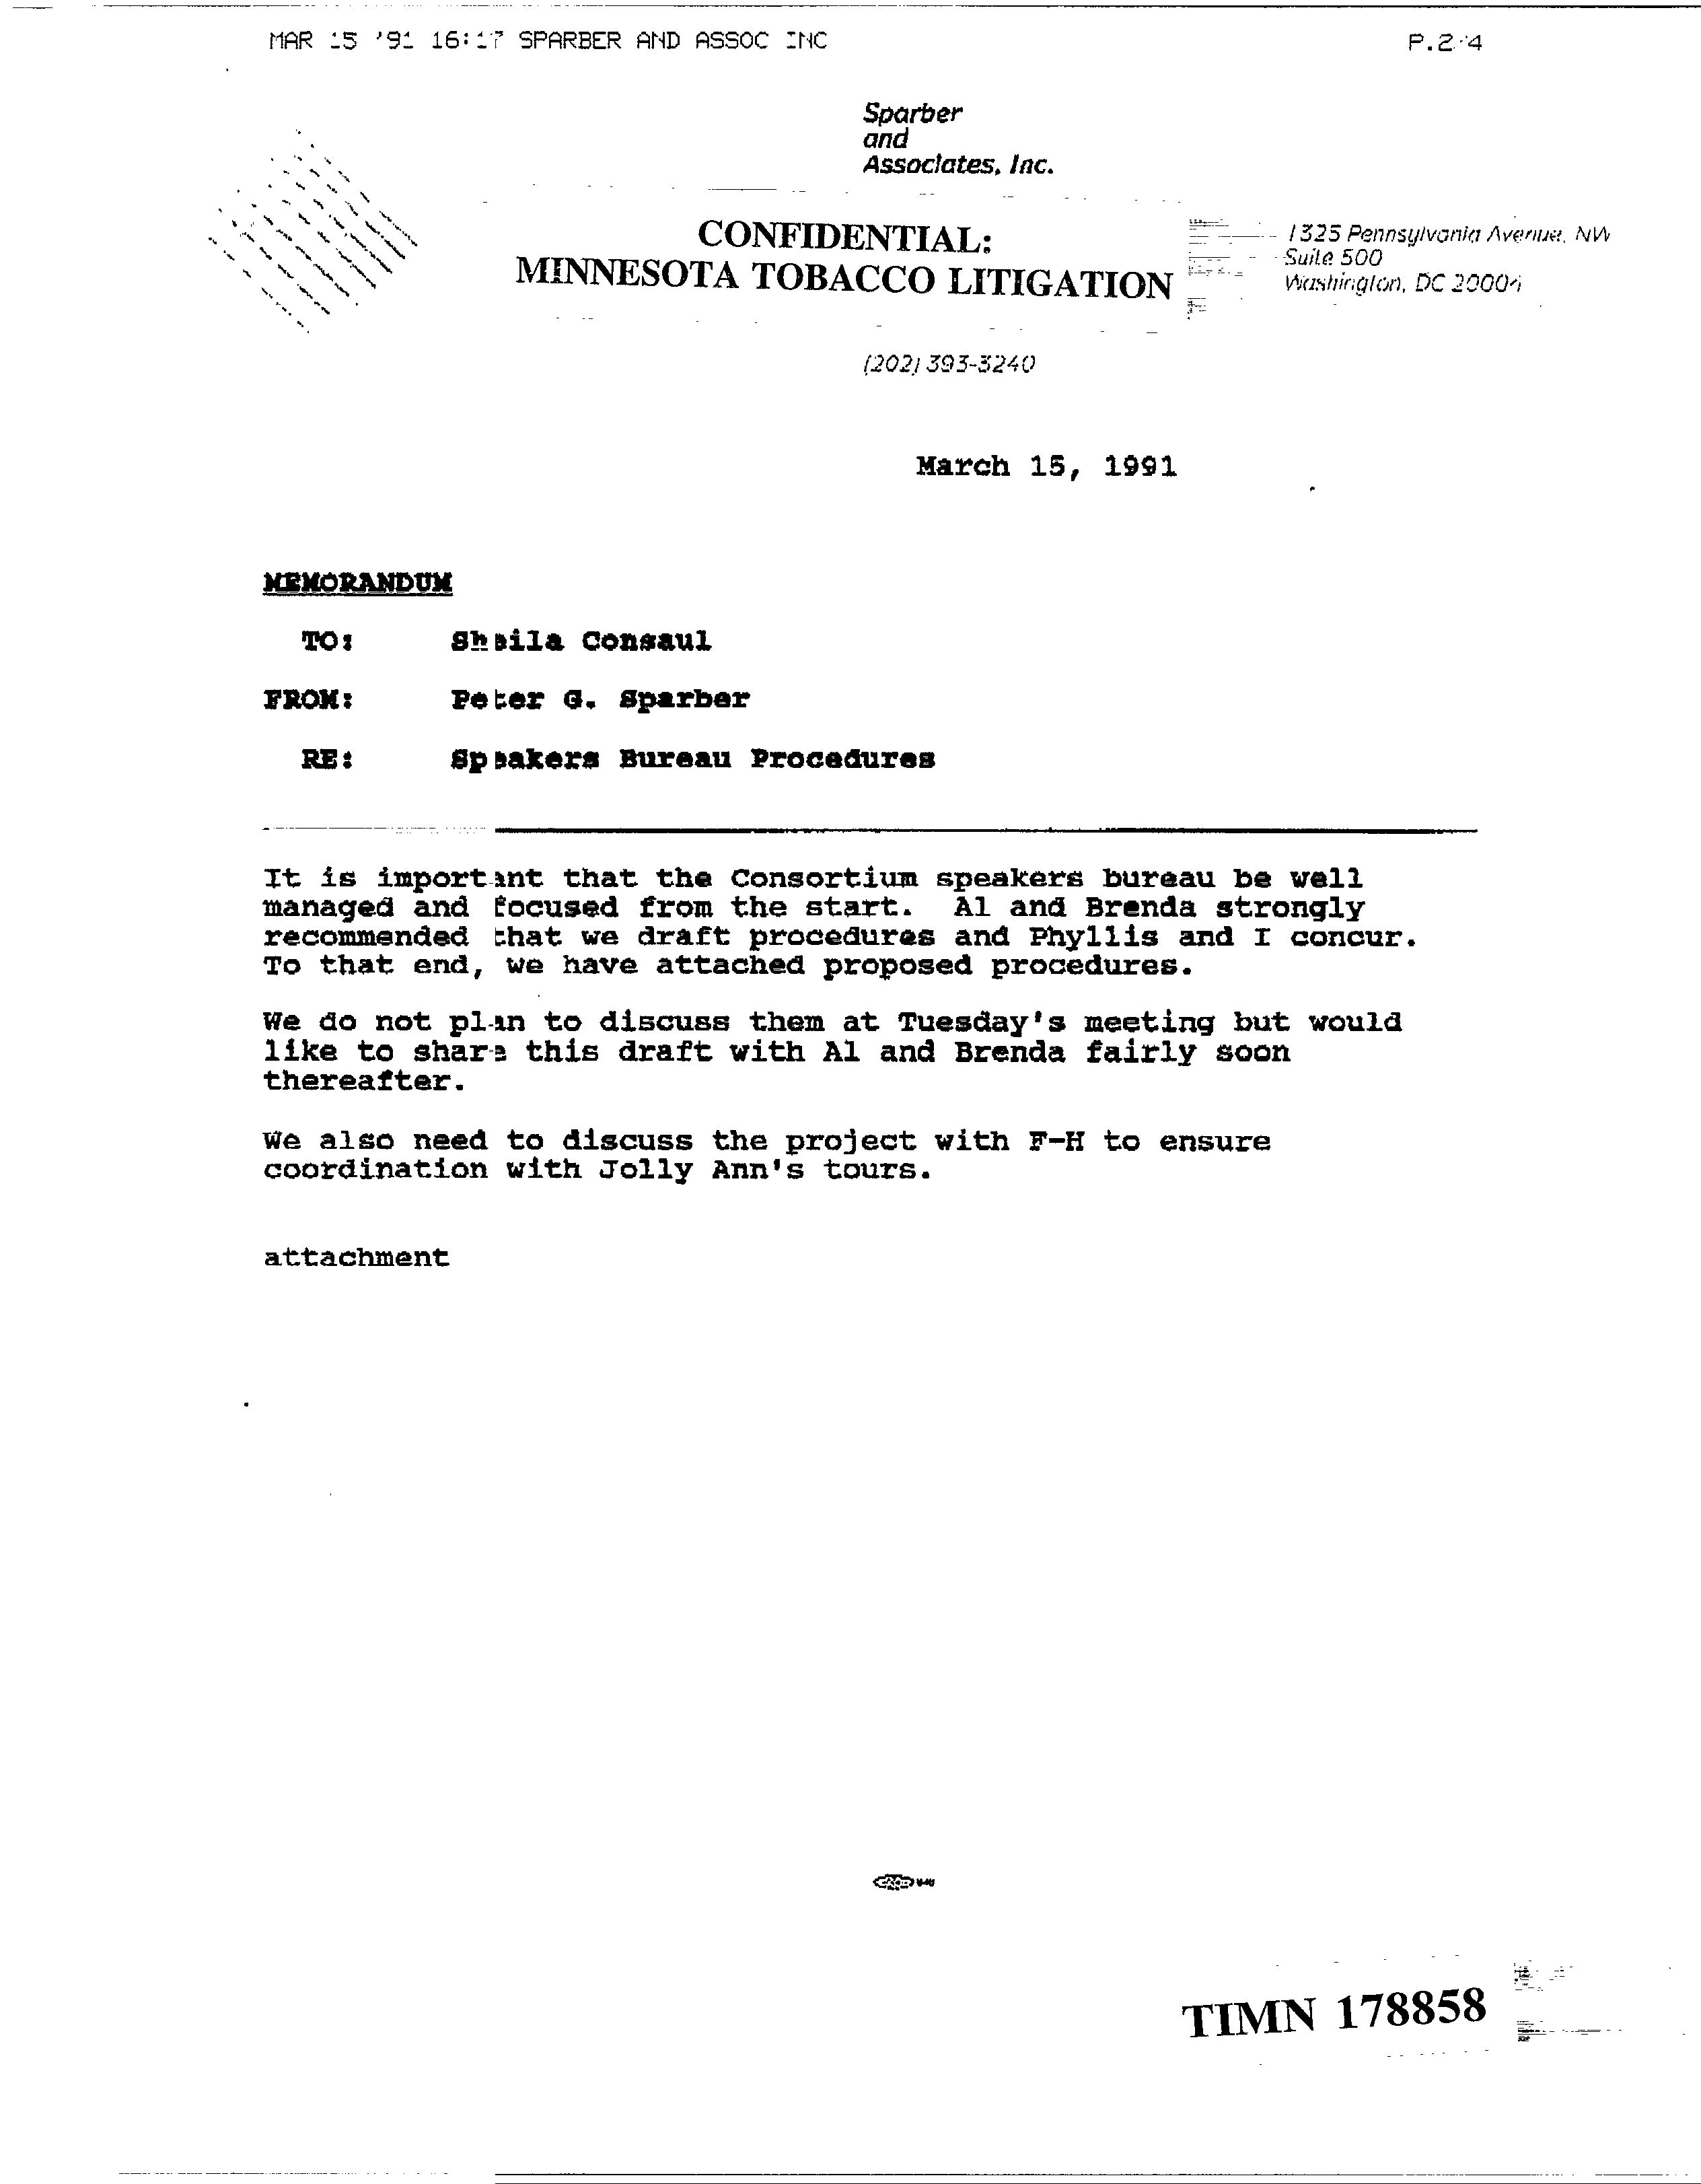 MAR 15 '91 16:17 SPARBER AND ASSOC INC P.2/4
Sparber
and
Associates, Inc.
CONFIDENTIAL:
MINNESOTA TOBACCO LITIGATION
1325 Pennsylvania Avenue, NW
Suite 500
Washington, DC 20004
(202) 393-3240
March 15, 1991
MEMORANDUM
TO: Sheila Consaul
FROM: Peter G. Sparber
RE: Speakers Bureau Procedures
It is important that the Consortium speakers bureau be well
managed and focused from the start. Al and Brenda strongly
recommended that we draft procedures and Phyllis and I concur.
To that end, we have attached proposed procedures.
We do not plan to discuss them at Tuesday's meeting but would
like to share this draft with Al and Brenda fairly soon
thereafter.
We also need to discuss the project with F-H to ensure
coordination with Jolly Ann's tours.
attachment
TIMN 178858